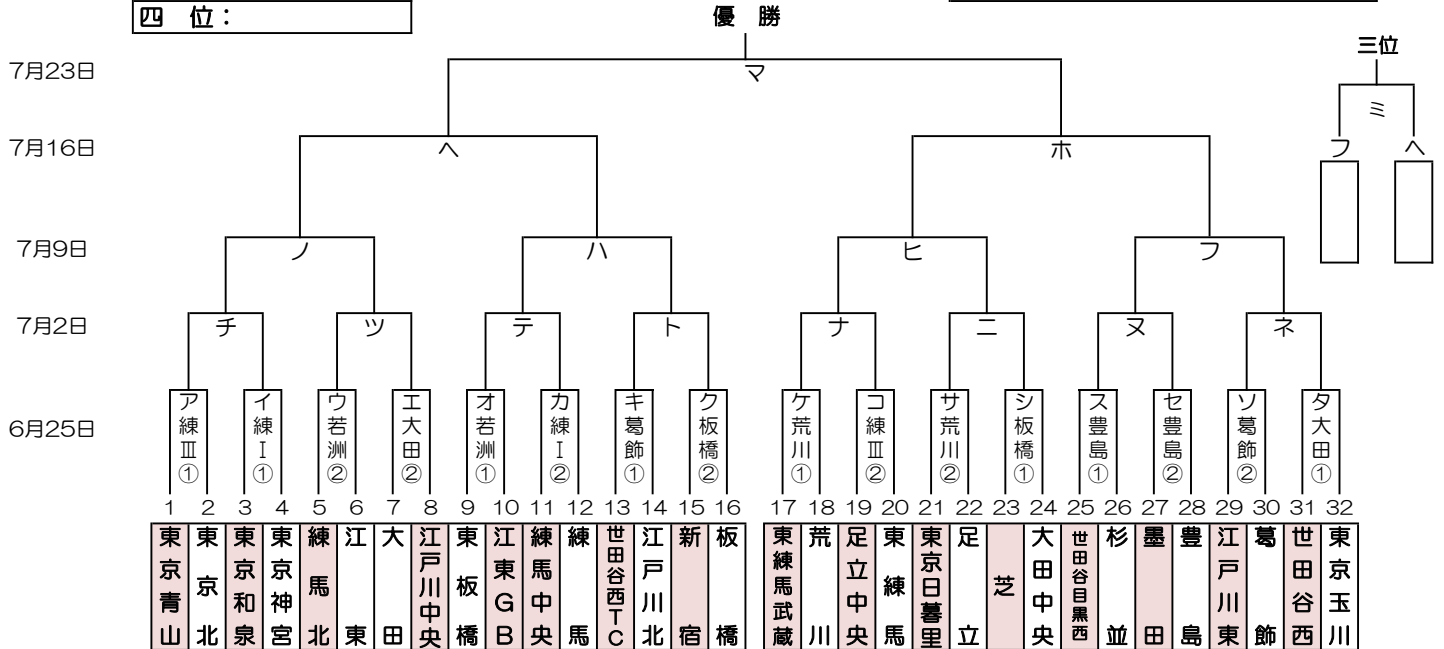 四 位：
優 勝
三位
7月23日
マ
ミ
7月16日
ヘ
ホ
フ
ヘ
7月9日
ノ
ハ
ヒ
フ
7月2日
チ
ツ
テ
ト
ナ
ニ
ヌ
ネ
6月25日
ア練Ⅲ①
イ練Ⅰ①
ウ若洲②
エ大田②
オ若洲①
カ練Ⅰ②
キ葛飾①
ク板橋②
ケ荒川①
コ練Ⅲ②
サ荒川②
シ板橋①
ス豊島①
セ豊島②
ソ葛飾②
タ大田①
1 2 3 4 5 6 7 8 9 10 11 12 13 14 15 16 17 18 19 20 21 22 23 24 25 26 27 28 29 30 31 32
東京青山
東京北
東京和泉
東京神宮
練馬北
江東
大田
江戸川中央
東板橋
江東GB
練馬中央
練馬
世田谷西TC
江戸川北
新宿
板橋
東練馬武蔵
荒川
足立中央
東練馬
東京日暮里
足立
芝
大田中央
世田谷目黒西
杉並
墨田
豊島
江戸川東
葛飾
世田谷西
東京玉川